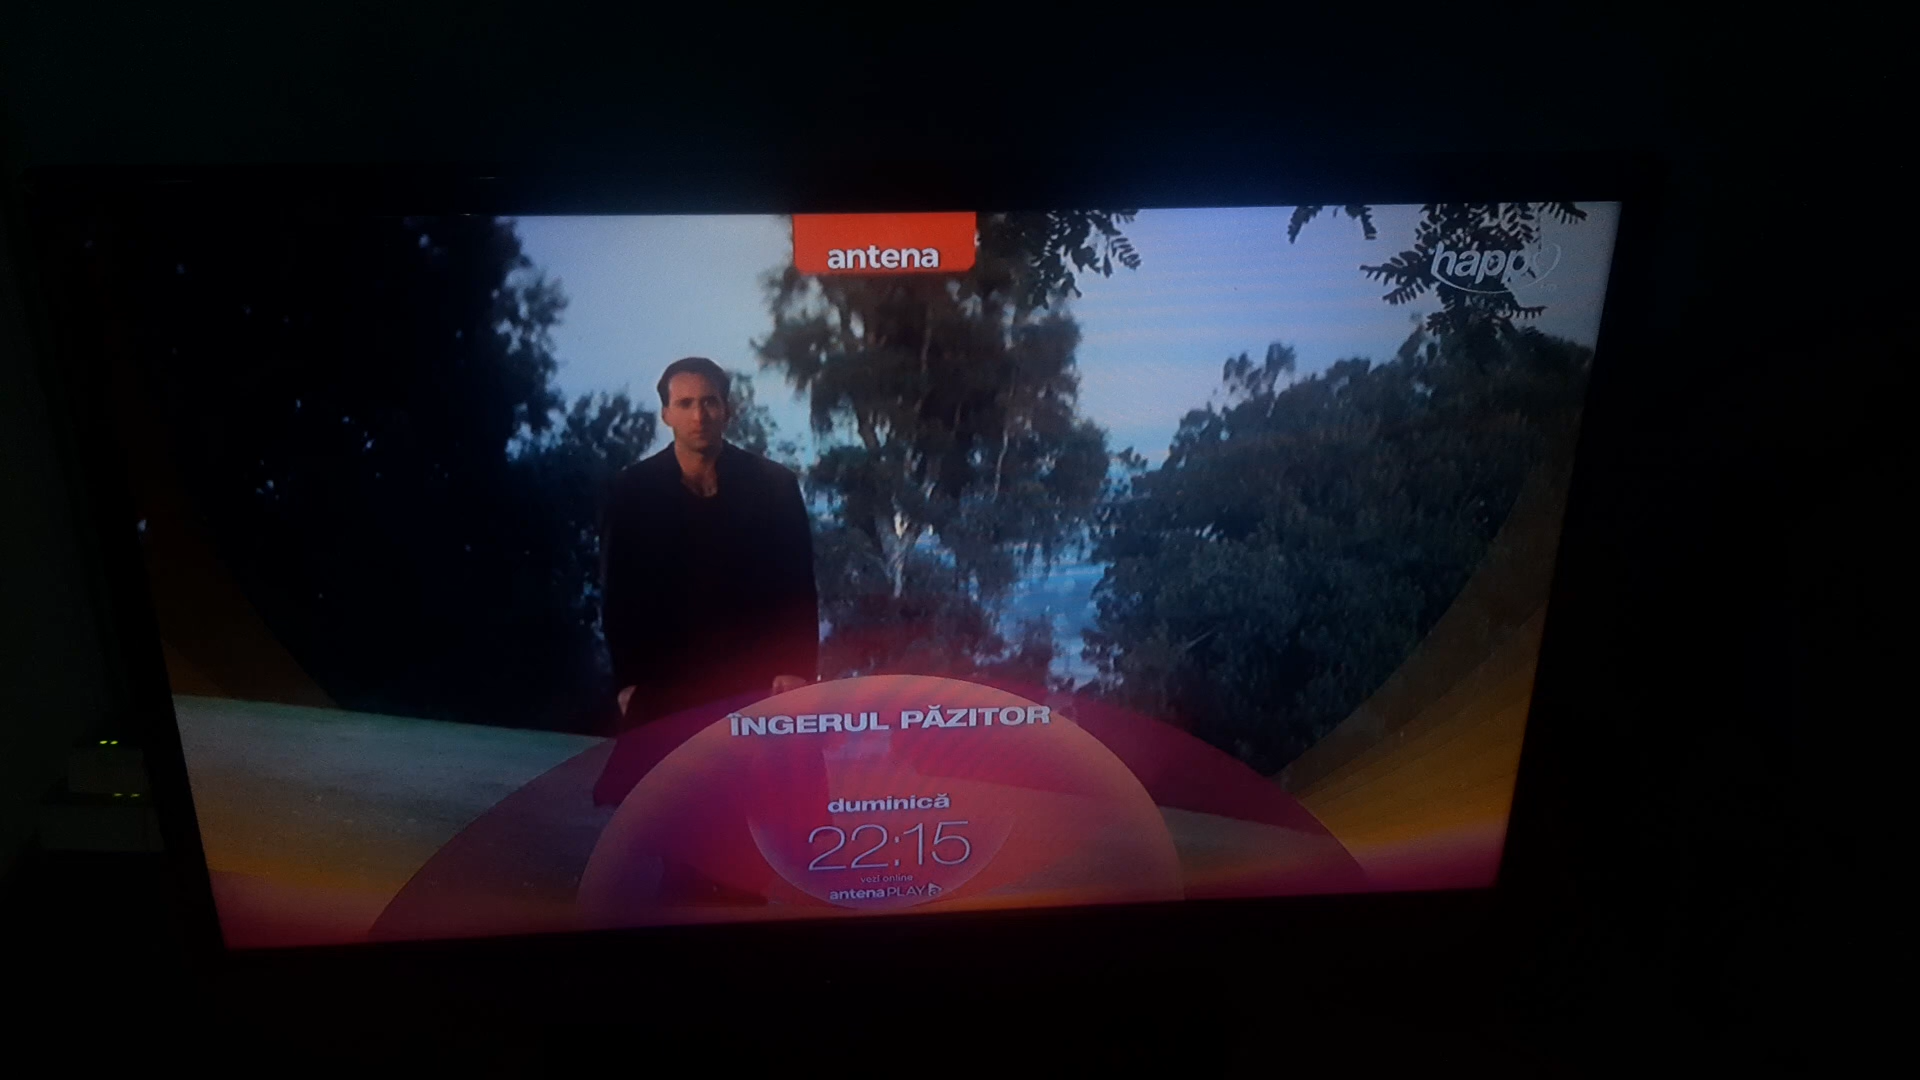 antena
happy
ÎNGERUL PĂZITOR
duminică
22:15
vezi online
antenaPLAY